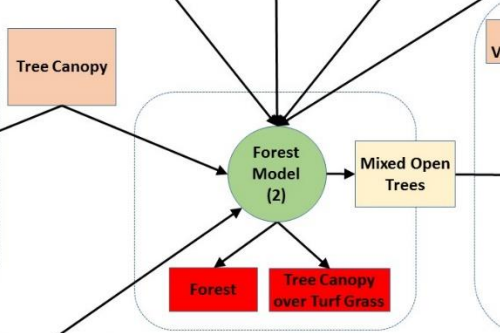 Tree Canopy
V
Forest
Model
(2)
Mixed Open
Trees
Forest
Tree Canopy
over Turf Grass